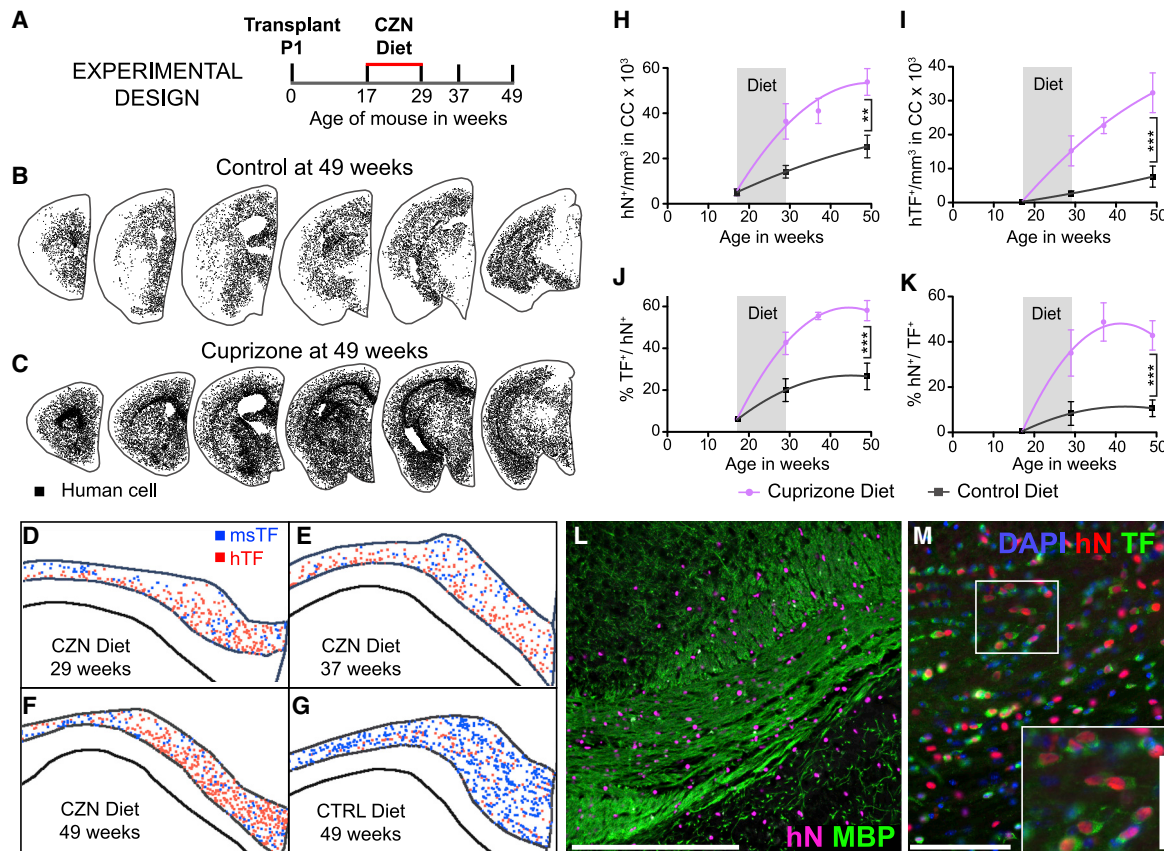 A
EXPERIMENTAL
DESIGN
Transplant
P1
CZN
Diet
0 17 29 37 49
Age of mouse in weeks
B
Control at 49 weeks
C
Cuprizone at 49 weeks
■ Human cell
D
msTF
hTF
CZN Diet
29 weeks
E
CZN Diet
37 weeks
F
CZN Diet
49 weeks
G
CTRL Diet
49 weeks
H
hN⁺/mm³ in CC x 10³
60
40
20
0
Diet
**
0 10 20 30 40 50
Age in weeks
I
hTF⁺/mm³ in CC x 10³
40
30
20
10
0
Diet
***
0 10 20 30 40 50
Age in weeks
J
% TF⁺/ hN⁺
60
40
20
0
Diet
***
0 10 20 30 40 50
Age in weeks
K
% hN⁺/ TF⁺
60
40
20
0
Diet
***
0 10 20 30 40 50
Age in weeks
Cuprizone Diet
Control Diet
L
hN MBP
M
DAPI hN TF